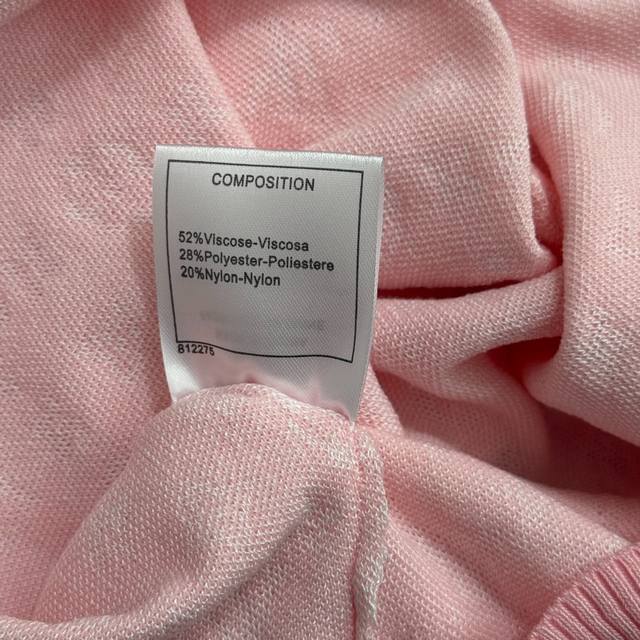 COMPOSITION
52%Viscose-Viscosa
28%Polyester-Poliestere
20%Nylon-Nylon
812275